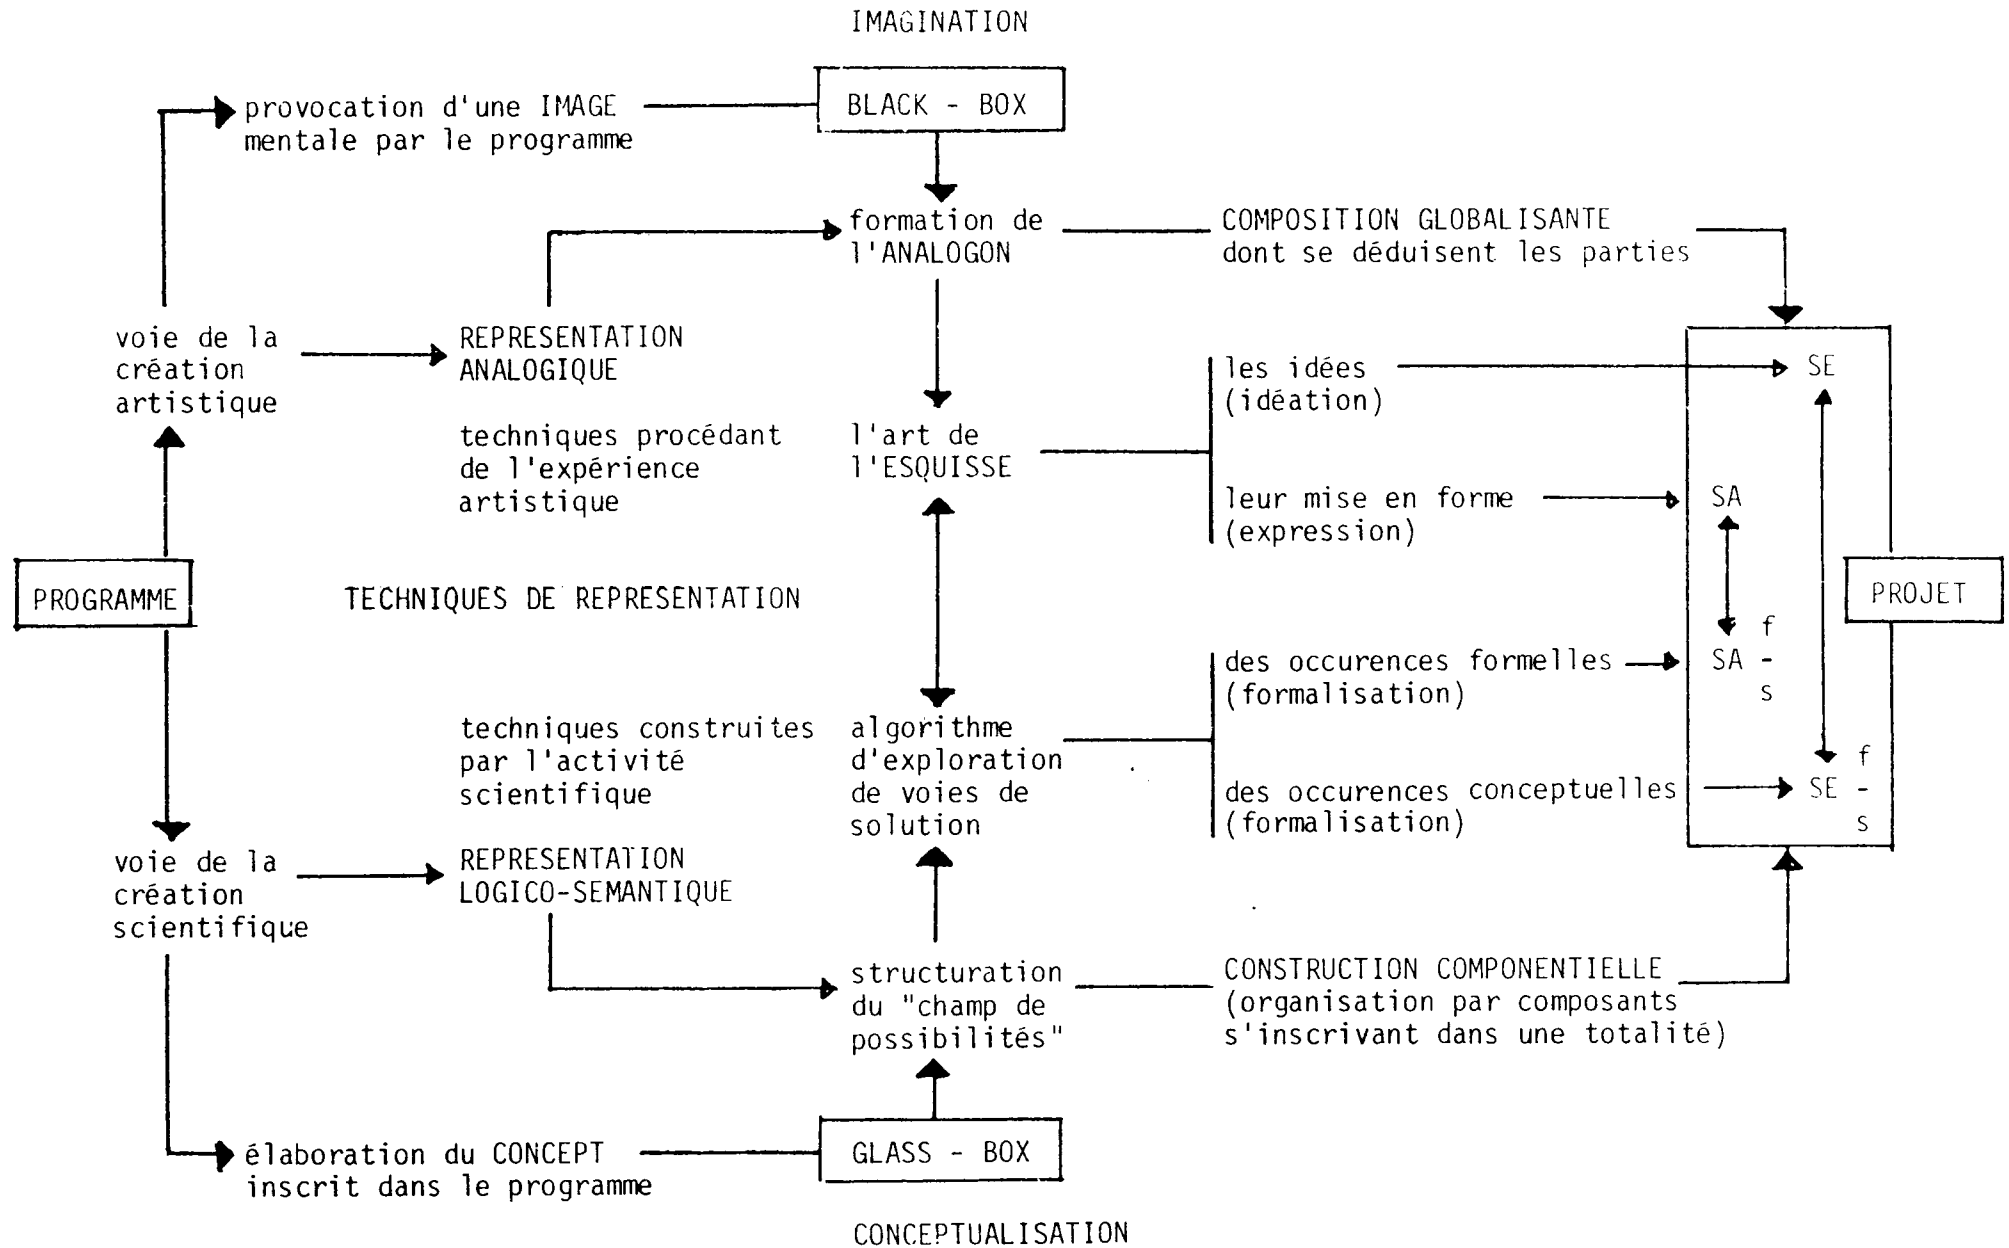 IMAGINATION
BLACK - BOX
provocation d'une IMAGE
mentale par le programme
formation de
l'ANALOGON
COMPOSITION GLOBALISANTE
dont se déduisent les parties
voie de la
création
artistique
REPRESENTATION
ANALOGIQUE
les idées
(idéation)
SE
techniques procédant
de l'expérience
artistique
l'art de
l'ESQUISSE
leur mise en forme
(expression)
SA
PROGRAMME
TECHNIQUES DE REPRESENTATION
PROJET
des occurences formelles
(formalisation)
SA
f
-
s
techniques construites
par l'activité
scientifique
algorithme
d'exploration
de voies de
solution
des occurences conceptuelles
(formalisation)
SE
f
-
s
voie de la
création
scientifique
REPRESENTATION
LOGICO-SEMANTIQUE
structuration
du "champ de
possibilités"
CONSTRUCTION COMPONENTIELLE
(organisation par composants
s'inscrivant dans une totalité)
élaboration du CONCEPT
inscrit dans le programme
GLASS - BOX
CONCEPTUALISATION